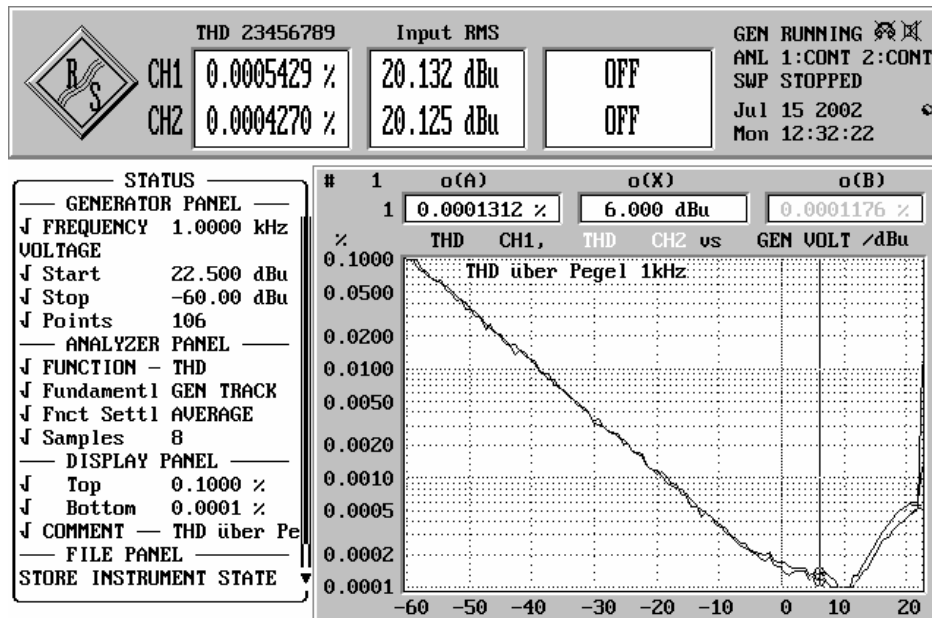 THD 23456789 Input RMS
R S
CH1 0.0005429 % 20.132 dBu OFF
CH2 0.0004270 % 20.125 dBu OFF
GEN RUNNING
ANL 1:CONT 2:CONT
SWP STOPPED
Jul 15 2002
Mon 12:32:22
STATUS
GENERATOR PANEL
√ FREQUENCY 1.0000 kHz
VOLTAGE
√ Start 22.500 dBu
√ Stop -60.00 dBu
√ Points 106
ANALYZER PANEL
√ FUNCTION - THD
√ Fundamentl GEN TRACK
√ Fnct Settl AVERAGE
√ Samples 8
DISPLAY PANEL
√ Top 0.1000 %
√ Bottom 0.0001 %
√ COMMENT — THD über Pe
FILE PANEL
STORE INSTRUMENT STATE
# 1 o(A) o(X) o(B)
1 0.0001312 % 6.000 dBu 0.0001176 %
% THD CH1, THD CH2 vs GEN VOLT /dBu
THD über Pegel 1kHz
0.1000
0.0500
0.0200
0.0100
0.0050
0.0020
0.0010
0.0005
0.0002
0.0001
-60 -50 -40 -30 -20 -10 0 10 20